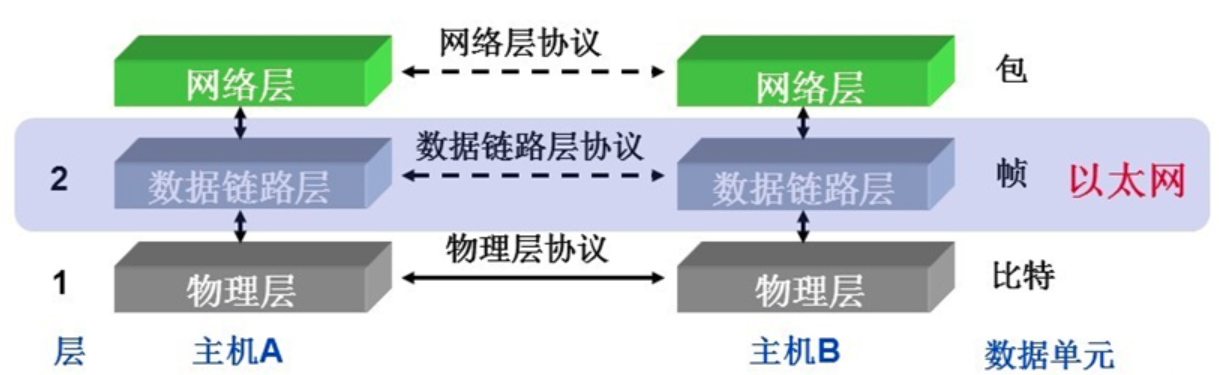 网络层协议
网络层 网络层 包
数据链路层协议
2 数据链路层 数据链路层 帧 以太网
物理层协议
1 物理层 物理层 比特
层 主机A 主机B 数据单元